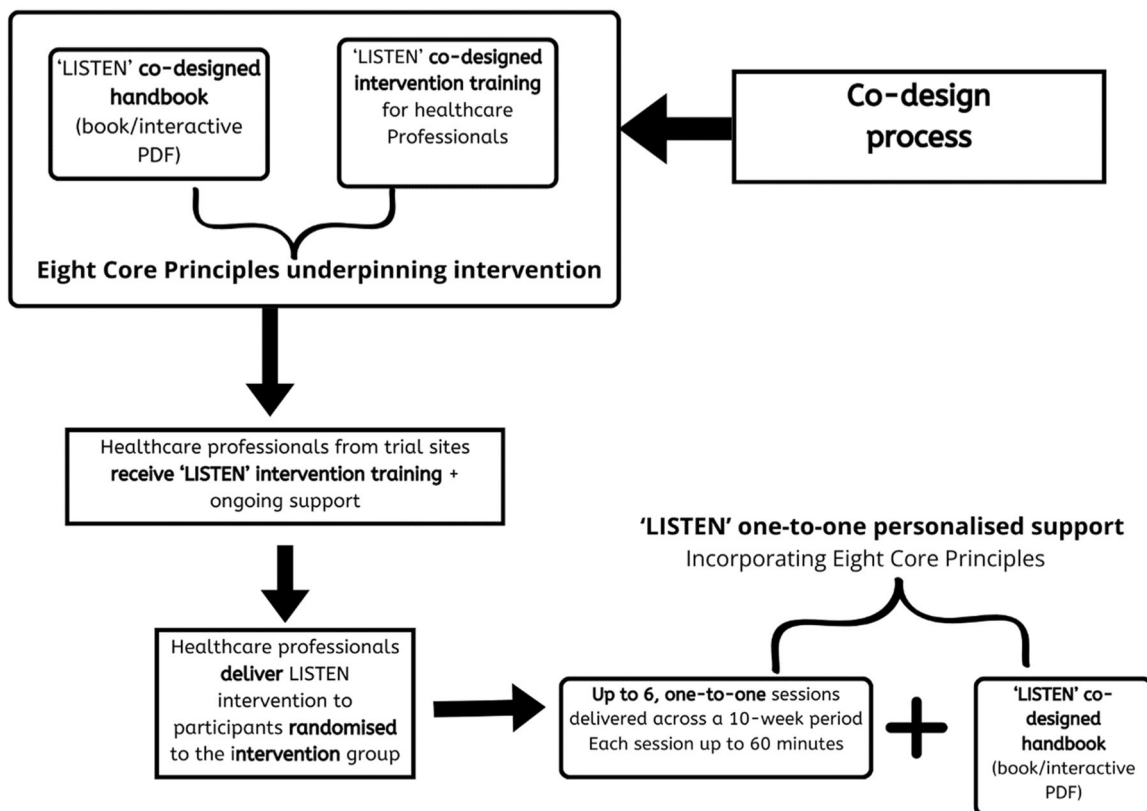 ‘LISTEN’ co-designed
handbook
(book/interactive
PDF)
‘LISTEN’ co-designed
intervention training
for healthcare
Professionals
Co-design
process
Eight Core Principles underpinning intervention
Healthcare professionals from trial sites
receive ‘LISTEN’ intervention training +
ongoing support
‘LISTEN’ one-to-one personalised support
Incorporating Eight Core Principles
Healthcare professionals
deliver LISTEN
intervention to
participants randomised
to the intervention group
Up to 6, one-to-one sessions
delivered across a 10-week period
Each session up to 60 minutes
+
‘LISTEN’ co-
designed
handbook
(book/interactive
PDF)